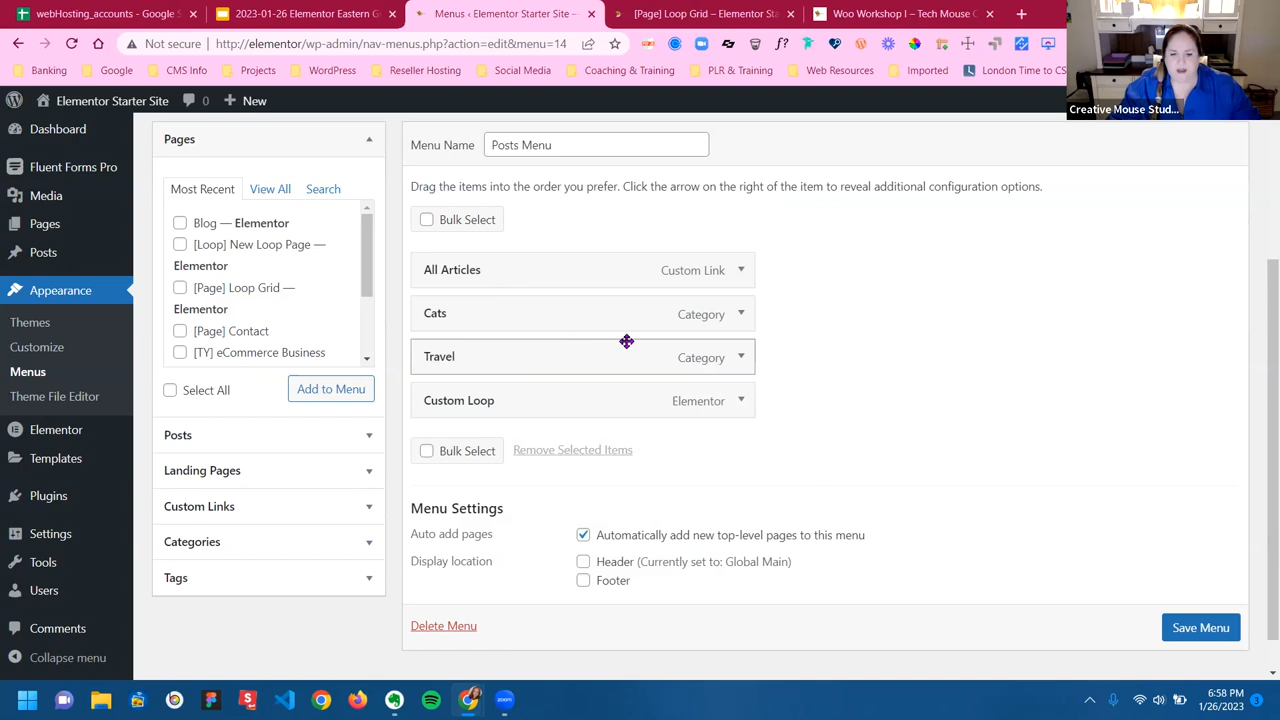 webHosting_accounts - Google S
2023-01-26 Elementor Eastern G
Menus ‹ Elementor Starter Site —
[Page] Loop Grid – Elementor Sta
Woo Workshop I – Tech Mouse C
Not secure
http://elementor/wp-admin/nav-menus.php?action=edit&menu=14
Banking
Google
CMS Info
Projects
WordPress
Media
Coaching & Training
PLR & Training
Web Resources
Imported
London Time to CS
Creative Mouse Stud...
Elementor Starter Site
0
New
Dashboard
Fluent Forms Pro
Media
Pages
Posts
Appearance
Themes
Customize
Menus
Theme File Editor
Elementor
Templates
Plugins
Settings
Tools
Users
Comments
Collapse menu
Pages
Most Recent
View All
Search
Blog — Elementor
[Loop] New Loop Page —
Elementor
[Page] Loop Grid —
Elementor
[Page] Contact
[TY] eCommerce Business
Select All
Add to Menu
Posts
Landing Pages
Custom Links
Categories
Tags
Menu Name
Posts Menu
Drag the items into the order you prefer. Click the arrow on the right of the item to reveal additional configuration options.
Bulk Select
All Articles
Custom Link
Cats
Category
Travel
Category
Custom Loop
Elementor
Bulk Select
Remove Selected Items
Menu Settings
Auto add pages
Automatically add new top-level pages to this menu
Display location
Header (Currently set to: Global Main)
Footer
Delete Menu
Save Menu
6:58 PM
1/26/2023
3